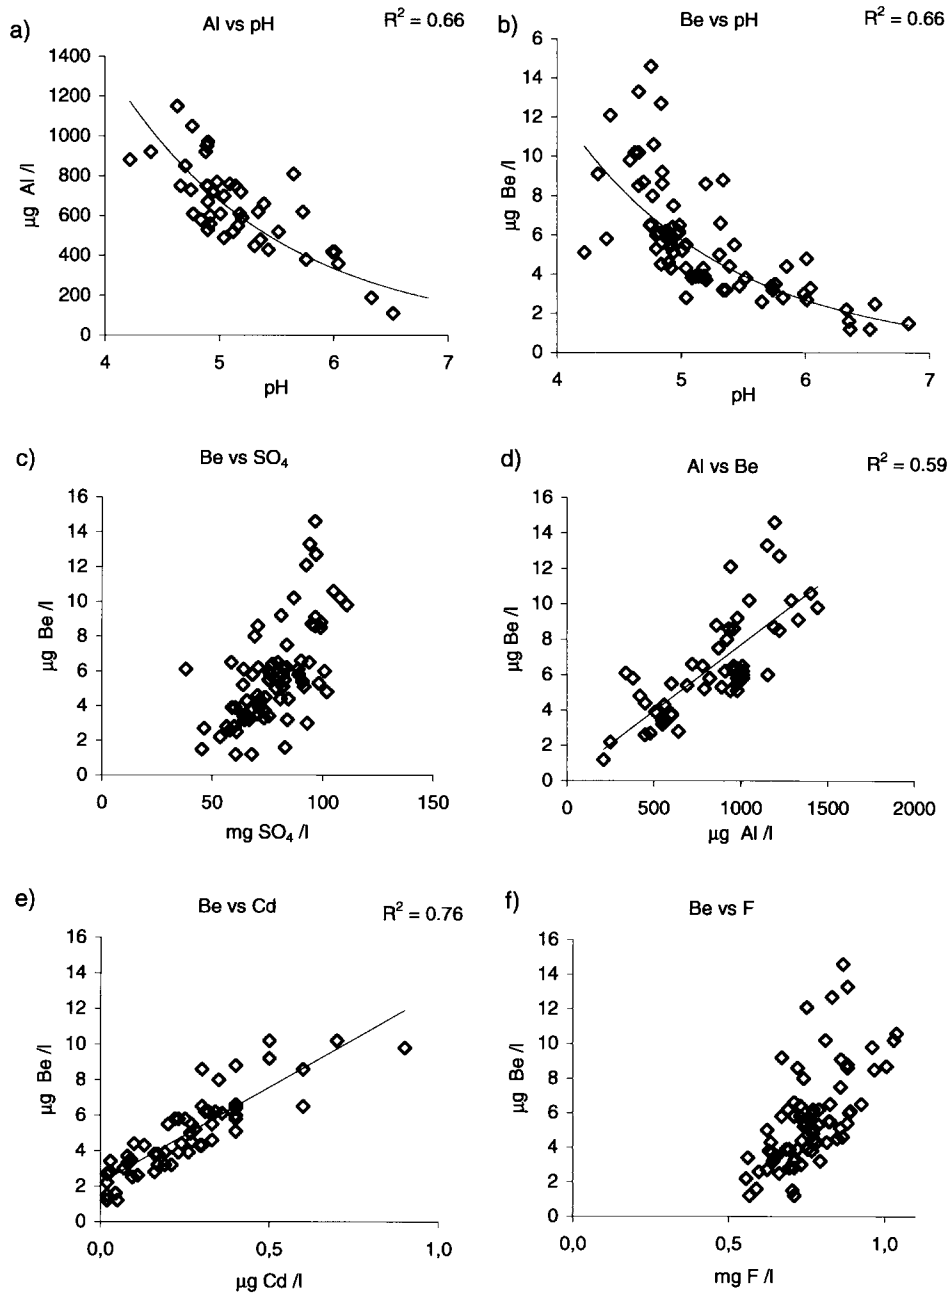 a)
Al vs pH
R² = 0.66
1400
1200
1000
800
600
400
200
0
µg Al /l
4 5 6 7
pH
b)
Be vs pH
R² = 0.66
6
14
12
10
8
6
4
2
0
µg Be /l
4 5 6 7
pH
c)
Be vs SO₄
16
14
12
10
8
6
4
2
0
µg Be /l
0 50 100 150
mg SO₄ /l
d)
Al vs Be
R² = 0.59
16
14
12
10
8
6
4
2
0
µg Be /l
0 500 1000 1500 2000
µg Al /l
e)
Be vs Cd
R² = 0.76
16
14
12
10
8
6
4
2
0
µg Be /l
0,0 0,5 1,0
µg Cd /l
f)
Be vs F
16
14
12
10
8
6
4
2
0
µg Be /l
0,0 0,5 1,0
mg F /l